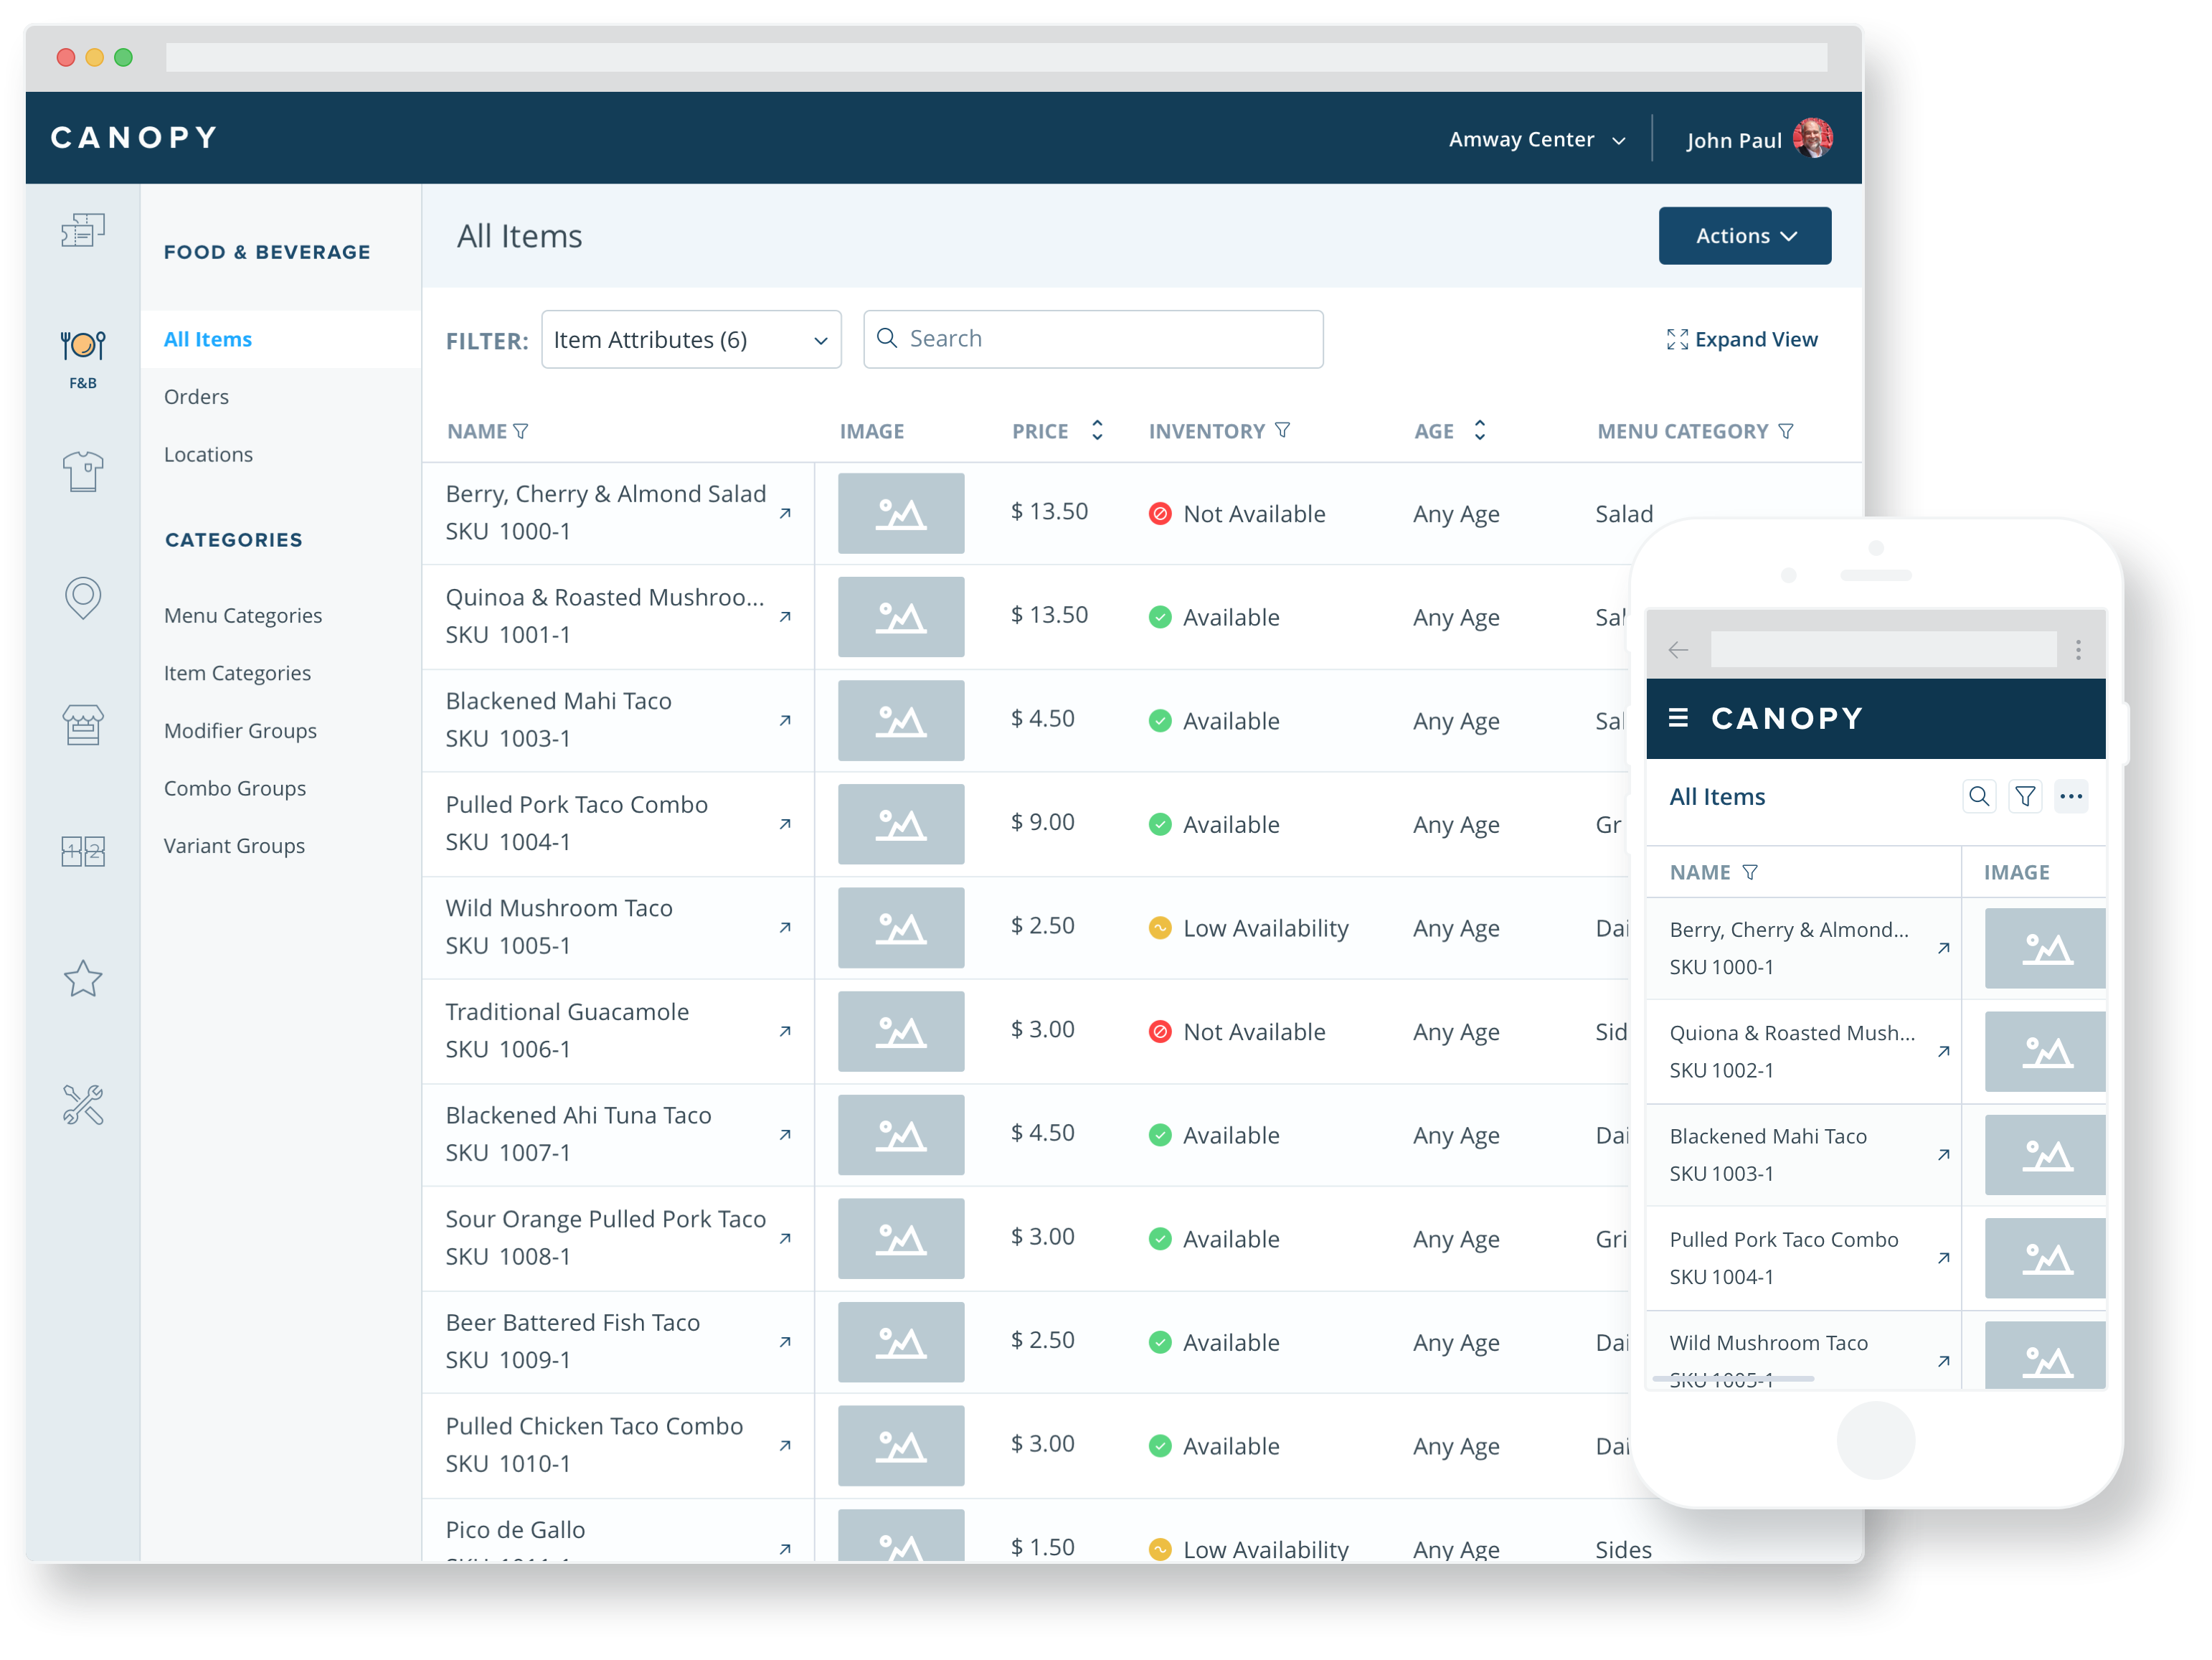 CANOPY
Amway Center
John Paul
FOOD & BEVERAGE
All Items
Orders
Locations
CATEGORIES
Menu Categories
Item Categories
Modifier Groups
Combo Groups
Variant Groups
F&B
1 2
All Items
Actions
FILTER: Item Attributes (6) Search Expand View
NAME IMAGE PRICE INVENTORY AGE MENU CATEGORY
Berry, Cherry & Almond Salad
SKU 1000-1
$ 13.50 Not Available Any Age Salad
Quinoa & Roasted Mushroo...
SKU 1001-1
$ 13.50 Available Any Age Sal
Blackened Mahi Taco
SKU 1003-1
$ 4.50 Available Any Age Sal
Pulled Pork Taco Combo
SKU 1004-1
$ 9.00 Available Any Age Gr
Wild Mushroom Taco
SKU 1005-1
$ 2.50 Low Availability Any Age Dai
Traditional Guacamole
SKU 1006-1
$ 3.00 Not Available Any Age Sid
Blackened Ahi Tuna Taco
SKU 1007-1
$ 4.50 Available Any Age Dai
Sour Orange Pulled Pork Taco
SKU 1008-1
$ 3.00 Available Any Age Gri
Beer Battered Fish Taco
SKU 1009-1
$ 2.50 Available Any Age Dai
Pulled Chicken Taco Combo
SKU 1010-1
$ 3.00 Available Any Age Dai
Pico de Gallo
$ 1.50 Low Availability Any Age Sides
CANOPY
All Items
NAME IMAGE
Berry, Cherry & Almond...
SKU 1000-1
Quiona & Roasted Mush...
SKU 1002-1
Blackened Mahi Taco
SKU 1003-1
Pulled Pork Taco Combo
SKU 1004-1
Wild Mushroom Taco
SKU 1005-1